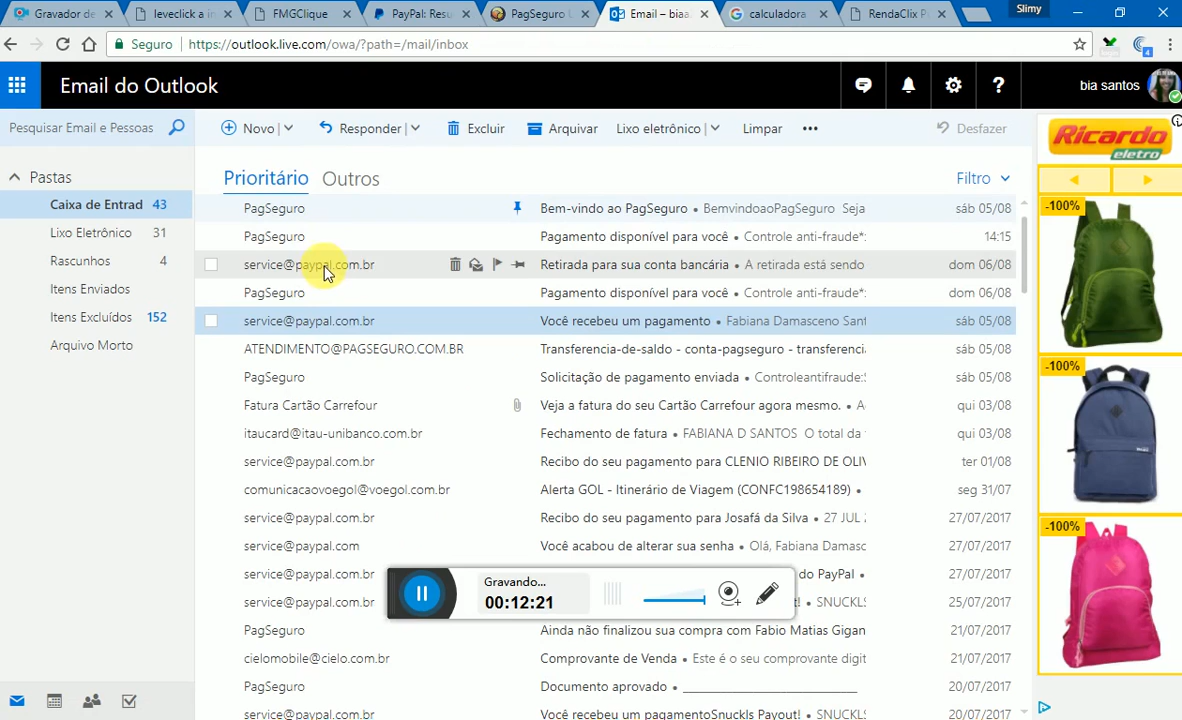 Gravador de
leveclick a in
FMGClique
PayPal: Resu
PagSeguro U
Email – biaa
calculadora
RendaClix P
Slimy
Seguro
https://outlook.live.com/owa/?path=/mail/inbox
4
Email do Outlook
bia santos
Pesquisar Email e Pessoas
Novo
Responder
Excluir
Arquivar
Lixo eletrônico
Limpar
Desfazer
Pastas
Caixa de Entrad 43
Lixo Eletrônico 31
Rascunhos 4
Itens Enviados
Itens Excluídos 152
Arquivo Morto
Prioritário
Outros
Filtro
PagSeguro Bem-vindo ao PagSeguro • BemvindoaoPagSeguro Seja sáb 05/08
PagSeguro Pagamento disponível para você • Controle anti-fraude*: 14:15
service@paypal.com.br Retirada para sua conta bancária • A retirada está sendo dom 06/08
PagSeguro Pagamento disponível para você • Controle anti-fraude*: dom 06/08
service@paypal.com.br Você recebeu um pagamento • Fabiana Damasceno Sant sáb 05/08
ATENDIMENTO@PAGSEGURO.COM.BR Transferencia-de-saldo - conta-pagseguro - transferenci sáb 05/08
PagSeguro Solicitação de pagamento enviada • Controleantifraude: sáb 05/08
Fatura Cartão Carrefour Veja a fatura do seu Cartão Carrefour agora mesmo. • A qui 03/08
itaucard@itau-unibanco.com.br Fechamento de fatura • FABIANA D SANTOS O total da qui 03/08
service@paypal.com.br Recibo do seu pagamento para CLENIO RIBEIRO DE OLIV ter 01/08
comunicacaovoegol@voegol.com.br Alerta GOL - Itinerário de Viagem (CONFC198654189) • seg 31/07
service@paypal.com.br Recibo do seu pagamento para Josafá da Silva • 27 JUL 27/07/2017
service@paypal.com Você acabou de alterar sua senha • Olá, Fabiana Damasc 27/07/2017
service@paypal.com.br do PayPal • 27/07/2017
service@paypal.com.br • SNUCKLS 25/07/2017
PagSeguro Ainda não finalizou sua compra com Fabio Matias Gigan 21/07/2017
cielomobile@cielo.com.br Comprovante de Venda • Este é o seu comprovante digit 21/07/2017
PagSeguro Documento aprovado • 20/07/2017
service@paypal.com.br Você recebeu um pagamentoSnuckls Payout! • SNUCKLS 20/07/2017
Gravando...
00:12:21
Ricardo
eletro
-100%
-100%
-100%